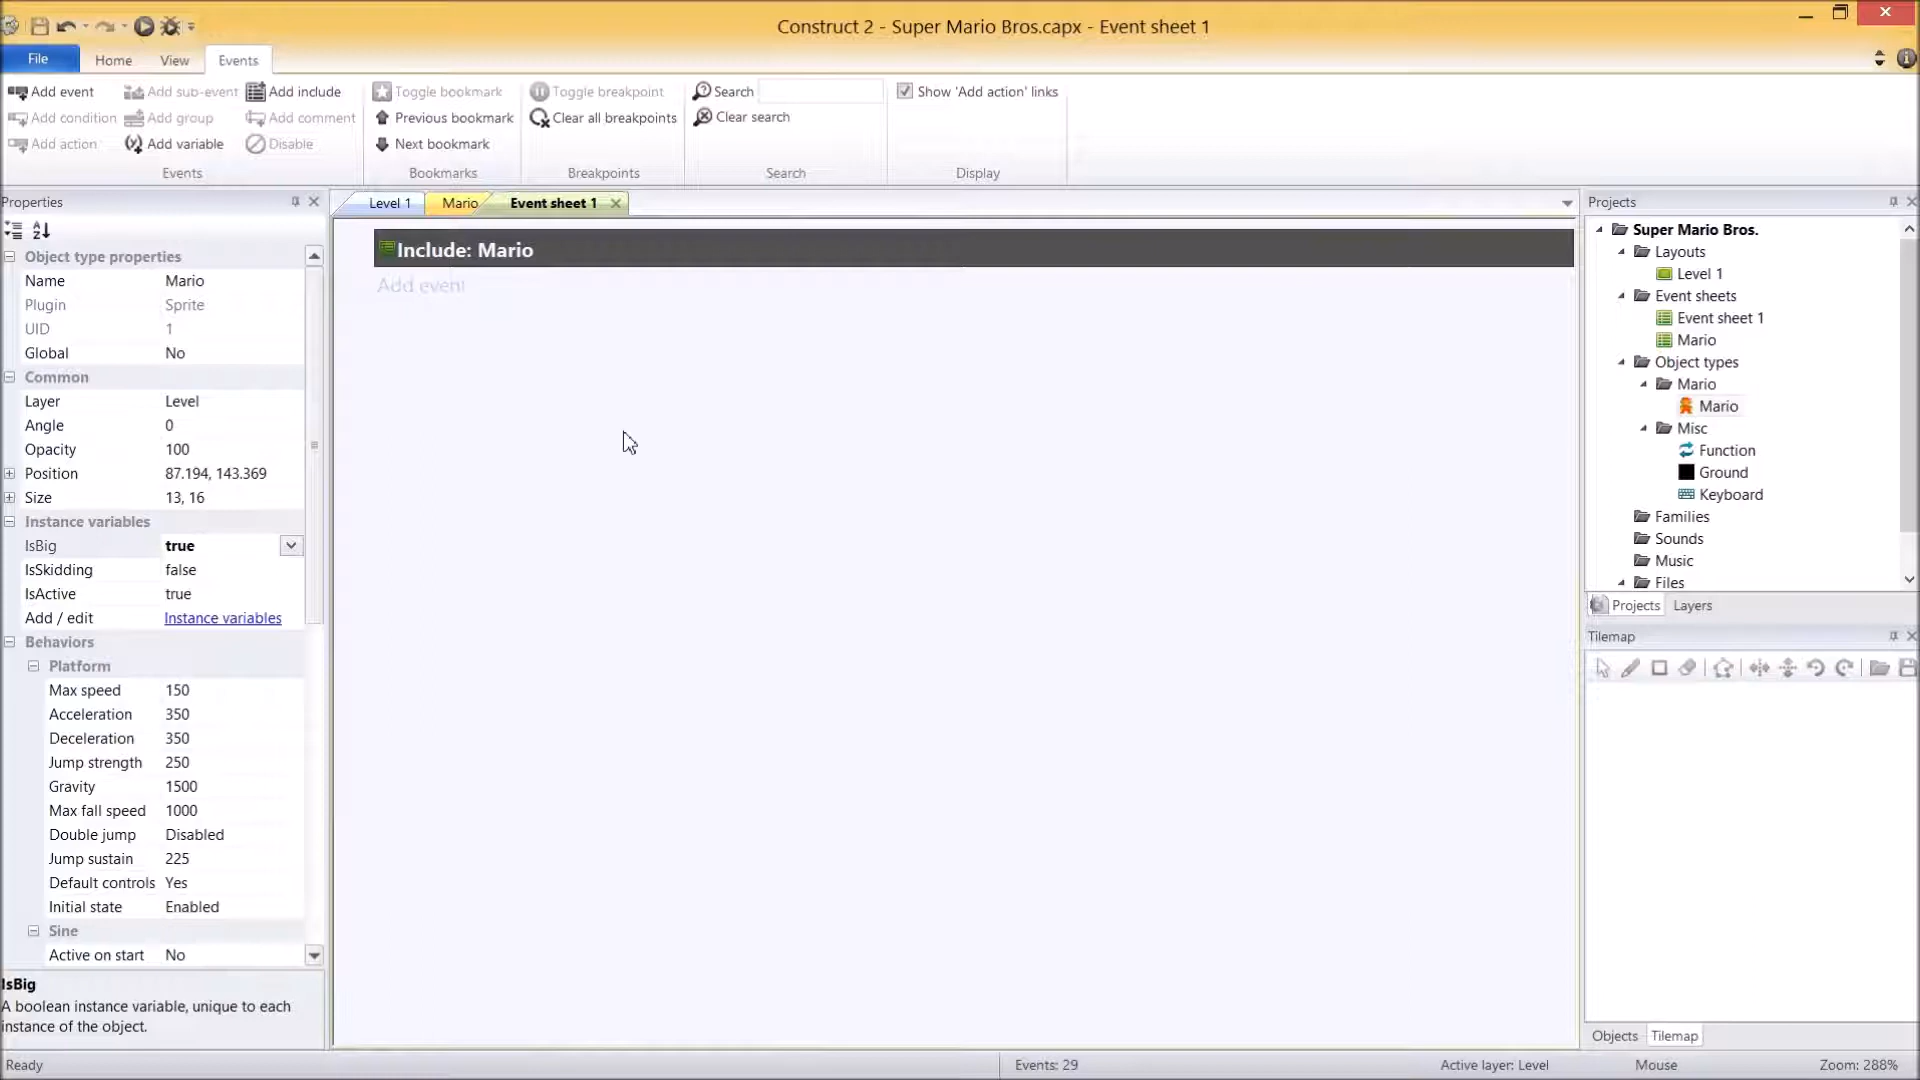 Construct 2 - Super Mario Bros.capx - Event sheet 1
File Home View Events
Add event Add sub-event Add include Toggle bookmark Toggle breakpoint Search Show 'Add action' links
Add condition Add group Add comment Previous bookmark Clear all breakpoints Clear search
Add action Add variable Disable Next bookmark
Events Bookmarks Breakpoints Search Display
Properties
Level 1 Mario Event sheet 1
Include: Mario
Add event
Object type properties
Name Mario
Plugin Sprite
UID 1
Global No
Common
Layer Level
Angle 0
Opacity 100
Position 87.194, 143.369
Size 13, 16
Instance variables
IsBig true
IsSkidding false
IsActive true
Add / edit Instance variables
Behaviors
Platform
Max speed 150
Acceleration 350
Deceleration 350
Jump strength 250
Gravity 1500
Max fall speed 1000
Double jump Disabled
Jump sustain 225
Default controls Yes
Initial state Enabled
Sine
Active on start No
IsBig
A boolean instance variable, unique to each
instance of the object.
Projects
Super Mario Bros.
Layouts
Level 1
Event sheets
Event sheet 1
Mario
Object types
Mario
Mario
Misc
Function
Ground
Keyboard
Families
Sounds
Music
Files
Projects Layers
Tilemap
Objects Tilemap
Ready Events: 29 Active layer: Level Mouse Zoom: 288%